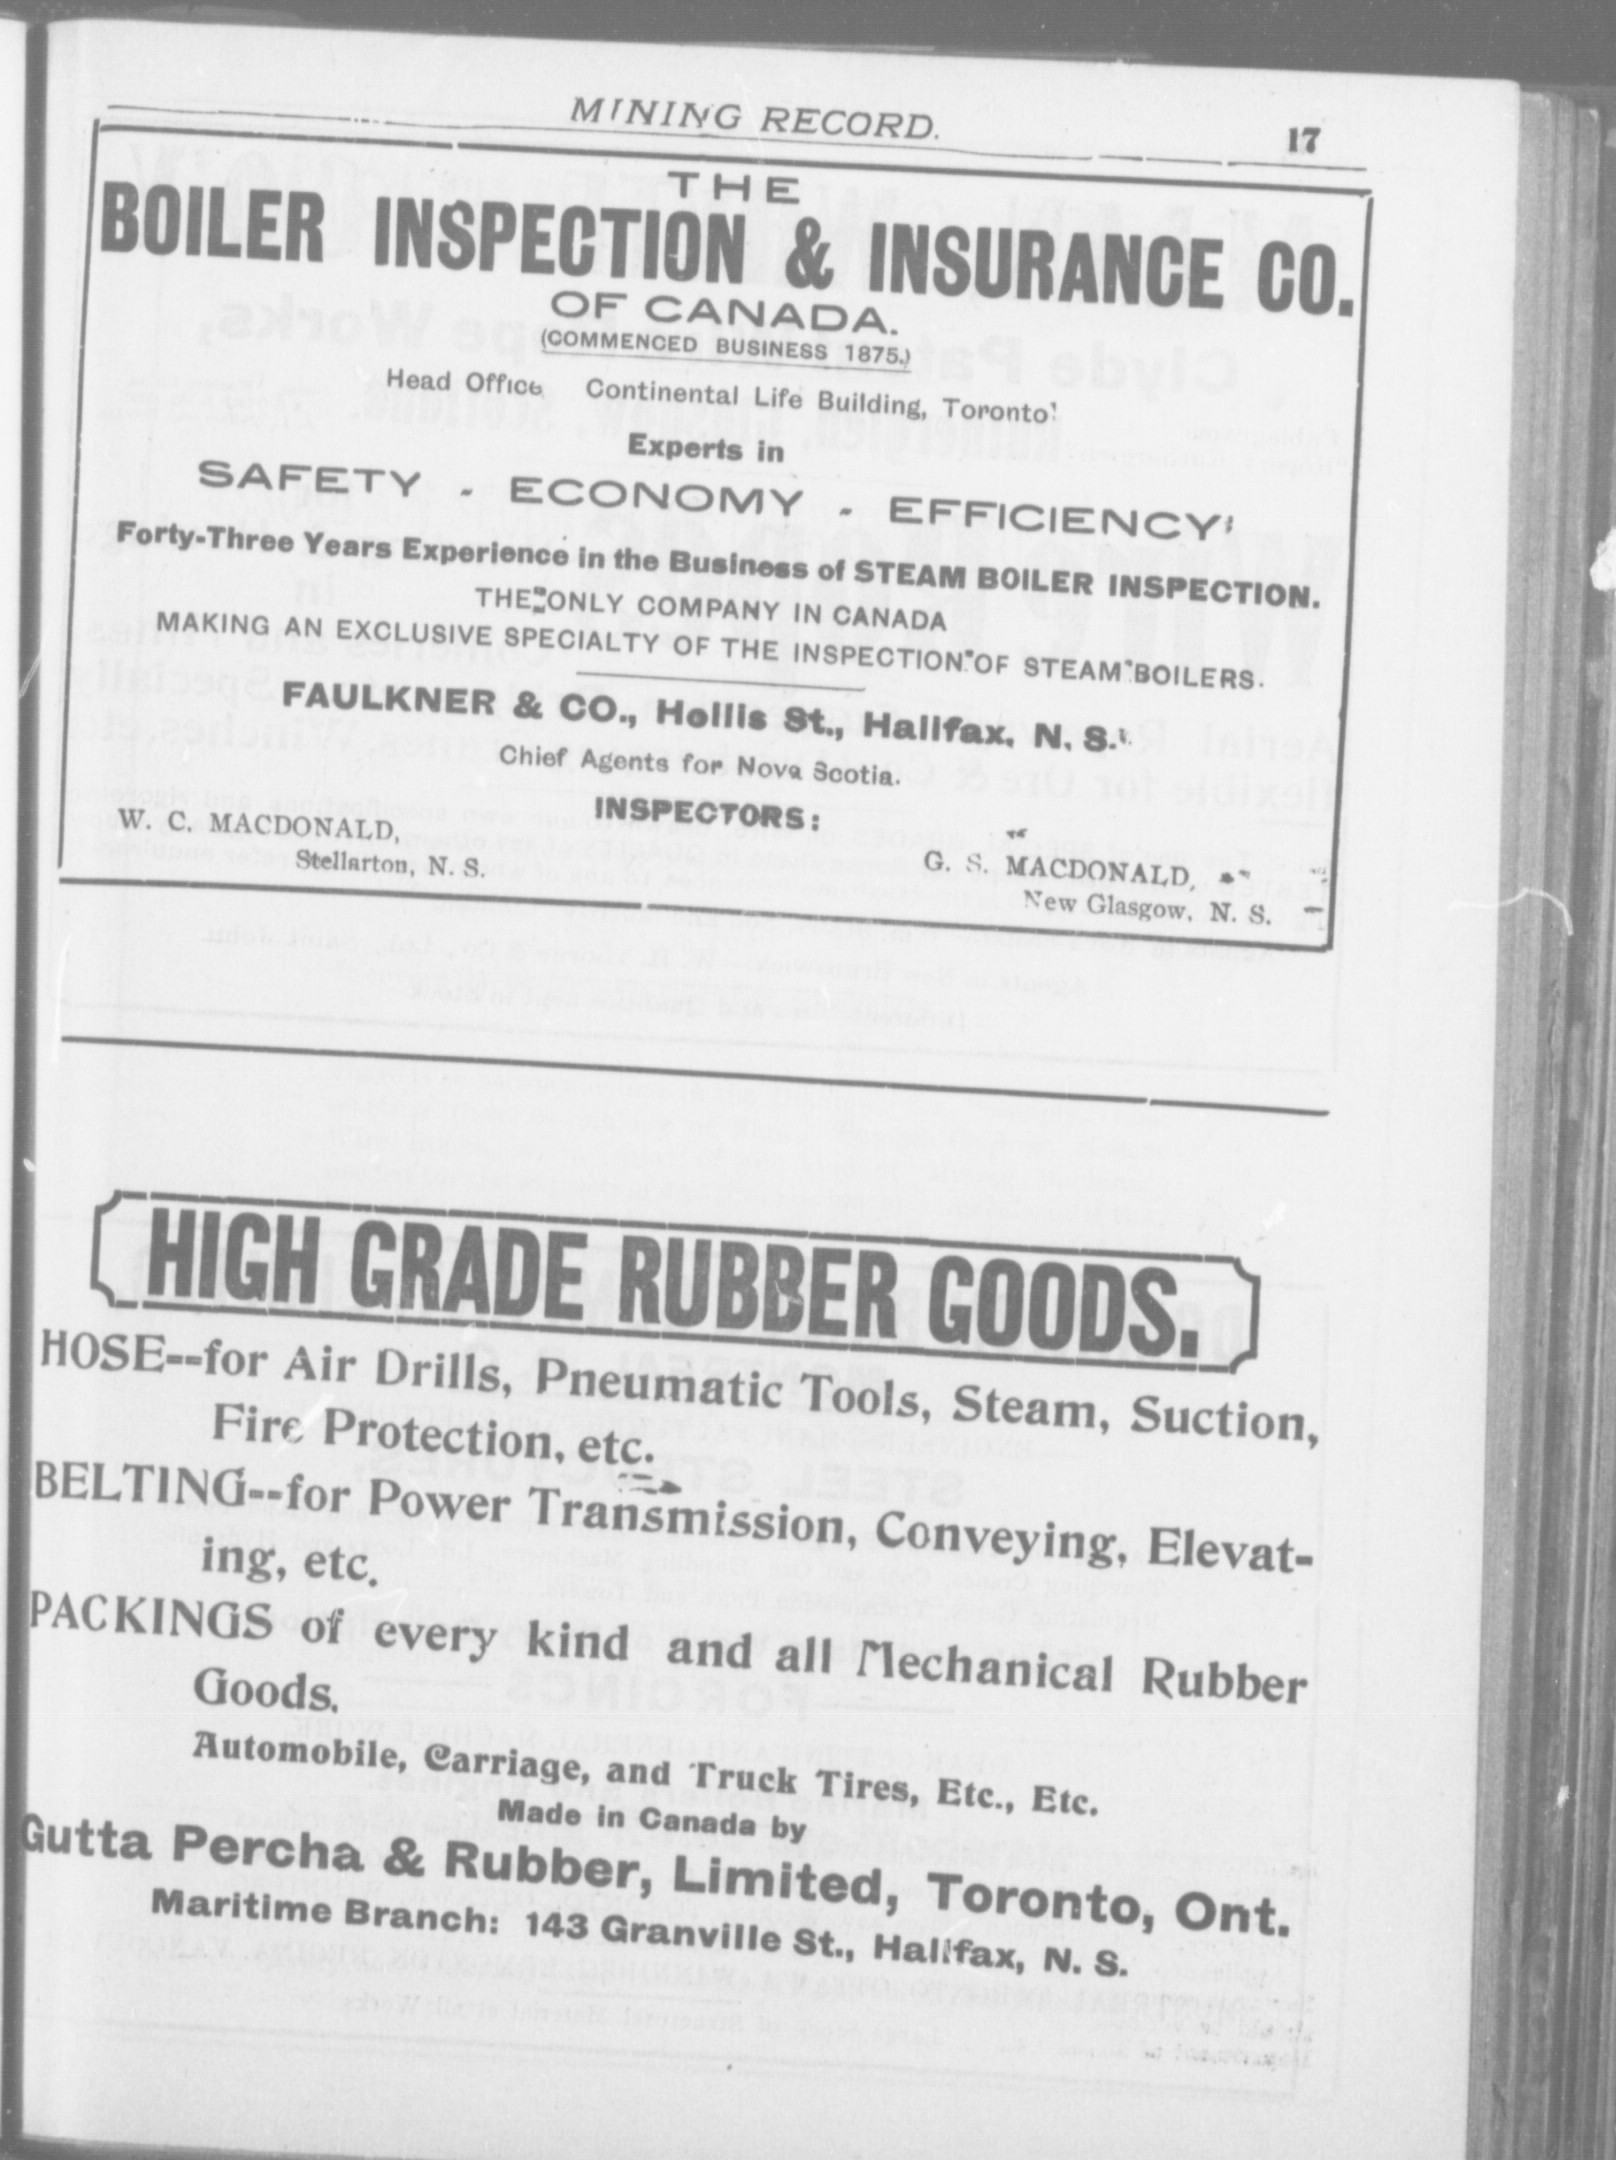 MINING RECORD.
17
THE
BOILER INSPECTION & INSURANCE CO.
OF CANADA.
(COMMENCED BUSINESS 1875.)
Head Office Continental Life Building, Toronto
Experts in
SAFETY - ECONOMY - EFFICIENCY
Forty-Three Years Experience in the Business of STEAM BOILER INSPECTION.
THE ONLY COMPANY IN CANADA
MAKING AN EXCLUSIVE SPECIALTY OF THE INSPECTION OF STEAM BOILERS.
FAULKNER & CO., Hollis St., Halifax, N. S.
Chief Agents for Nova Scotia.
INSPECTORS:
W. C. MACDONALD,
Stellarton, N. S.
G. S. MACDONALD,
New Glasgow, N. S.
HIGH GRADE RUBBER GOODS.
HOSE--for Air Drills, Pneumatic Tools, Steam, Suction,
Fire Protection, etc.
BELTING--for Power Transmission, Conveying, Elevat-
ing, etc.
PACKINGS of every kind and all Mechanical Rubber
Goods.
Automobile, Carriage, and Truck Tires, Etc., Etc.
Made in Canada by
Gutta Percha & Rubber, Limited, Toronto, Ont.
Maritime Branch: 143 Granville St., Halifax, N. S.